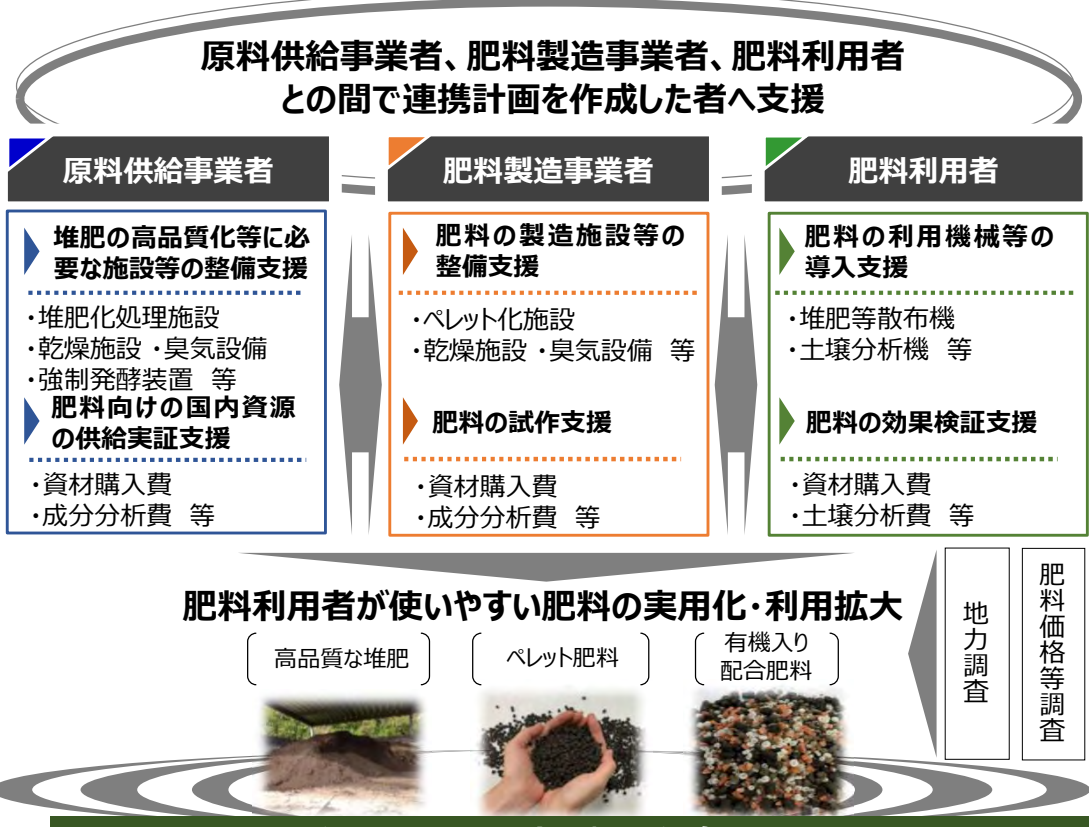 原料供給事業者、肥料製造事業者、肥料利用者
との間で連携計画を作成した者へ支援
原料供給事業者
堆肥の高品質化等に必
要な施設等の整備支援
・堆肥化処理施設
・乾燥施設・臭気設備
・強制発酵装置 等
肥料向けの国内資源
の供給実証支援
・資材購入費
・成分分析費 等
肥料製造事業者
肥料の製造施設等の
整備支援
・ペレット化施設
・乾燥施設・臭気設備 等
肥料の試作支援
・資材購入費
・成分分析費 等
肥料利用者
肥料の利用機械等の
導入支援
・堆肥等散布機
・土壌分析機 等
肥料の効果検証支援
・資材購入費
・土壌分析費 等
肥料利用者が使いやすい肥料の実用化・利用拡大
高品質な堆肥
ペレット肥料
有機入り
配合肥料
地力調査
肥料価格等調査